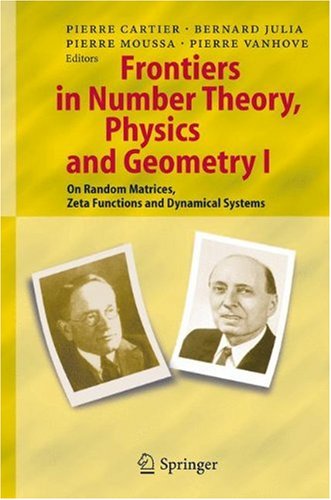 PIERRE CARTIER · BERNARD JULIA
PIERRE MOUSSA · PIERRE VANHOVE
Editors
Frontiers
in Number Theory,
Physics
and Geometry I
On Random Matrices,
Zeta Functions and Dynamical Systems
Springer